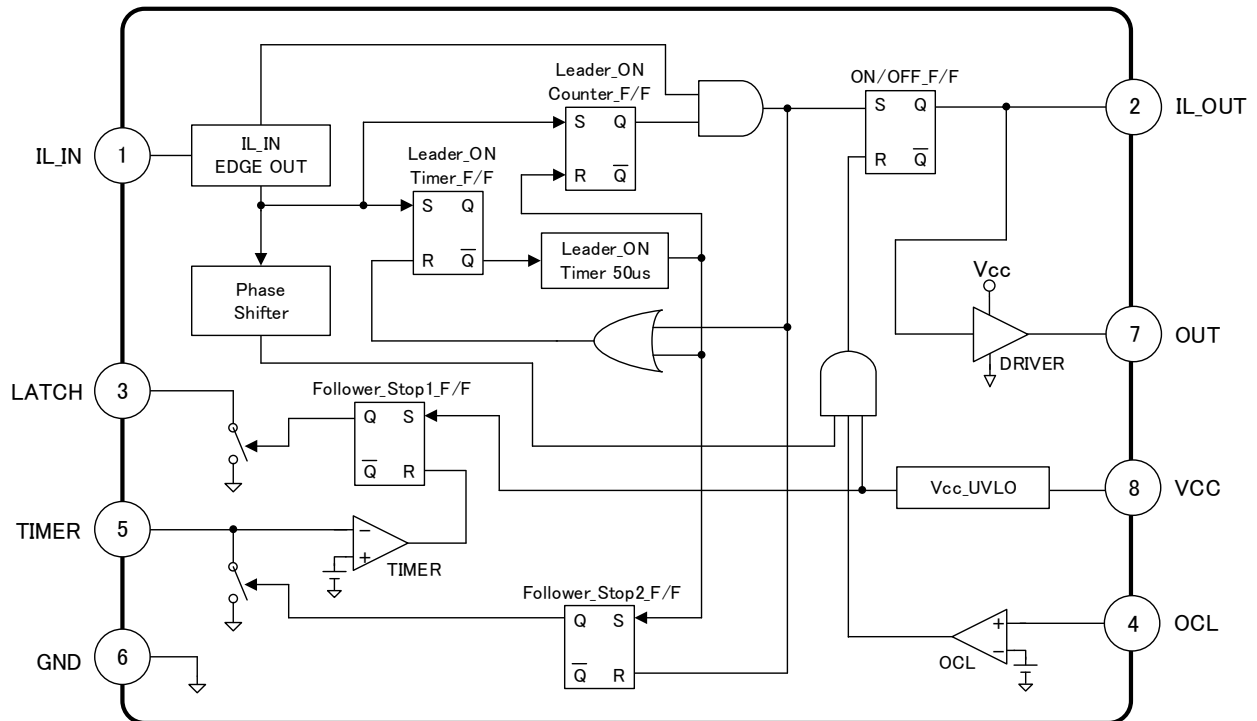 Leader_ON
Counter_F/F
ON/OFF_F/F
S Q
R Q
S Q
R Q
1
IL_IN
IL_IN
EDGE OUT
2
IL_OUT
Leader_ON
Timer_F/F
S Q
R Q
Leader_ON
Timer 50us
Phase
Shifter
Vcc
DRIVER
7
OUT
LATCH
3
Follower_Stop1_F/F
Q S
Q R
Vcc_UVLO
8
VCC
TIMER
5
−
+
TIMER
Follower_Stop2_F/F
Q S
Q R
+
−
OCL
4
OCL
GND
6